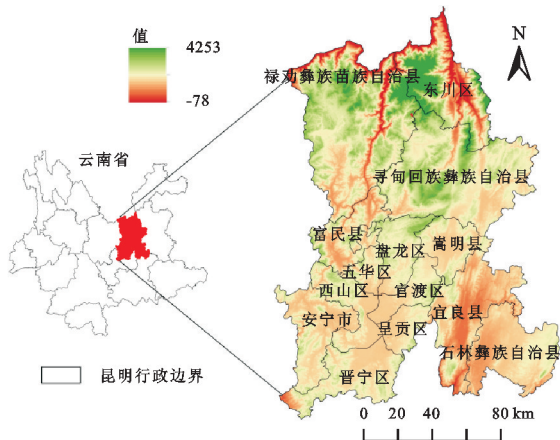 值
4253
-78
云南省
昆明行政边界
N
禄劝彝族苗族自治县
东川区
寻甸回族彝族自治县
富民县
盘龙区
嵩明县
五华区
西山区
官渡区
宜良县
安宁市
呈贡区
石林彝族自治县
晋宁区
0 20 40 80 km